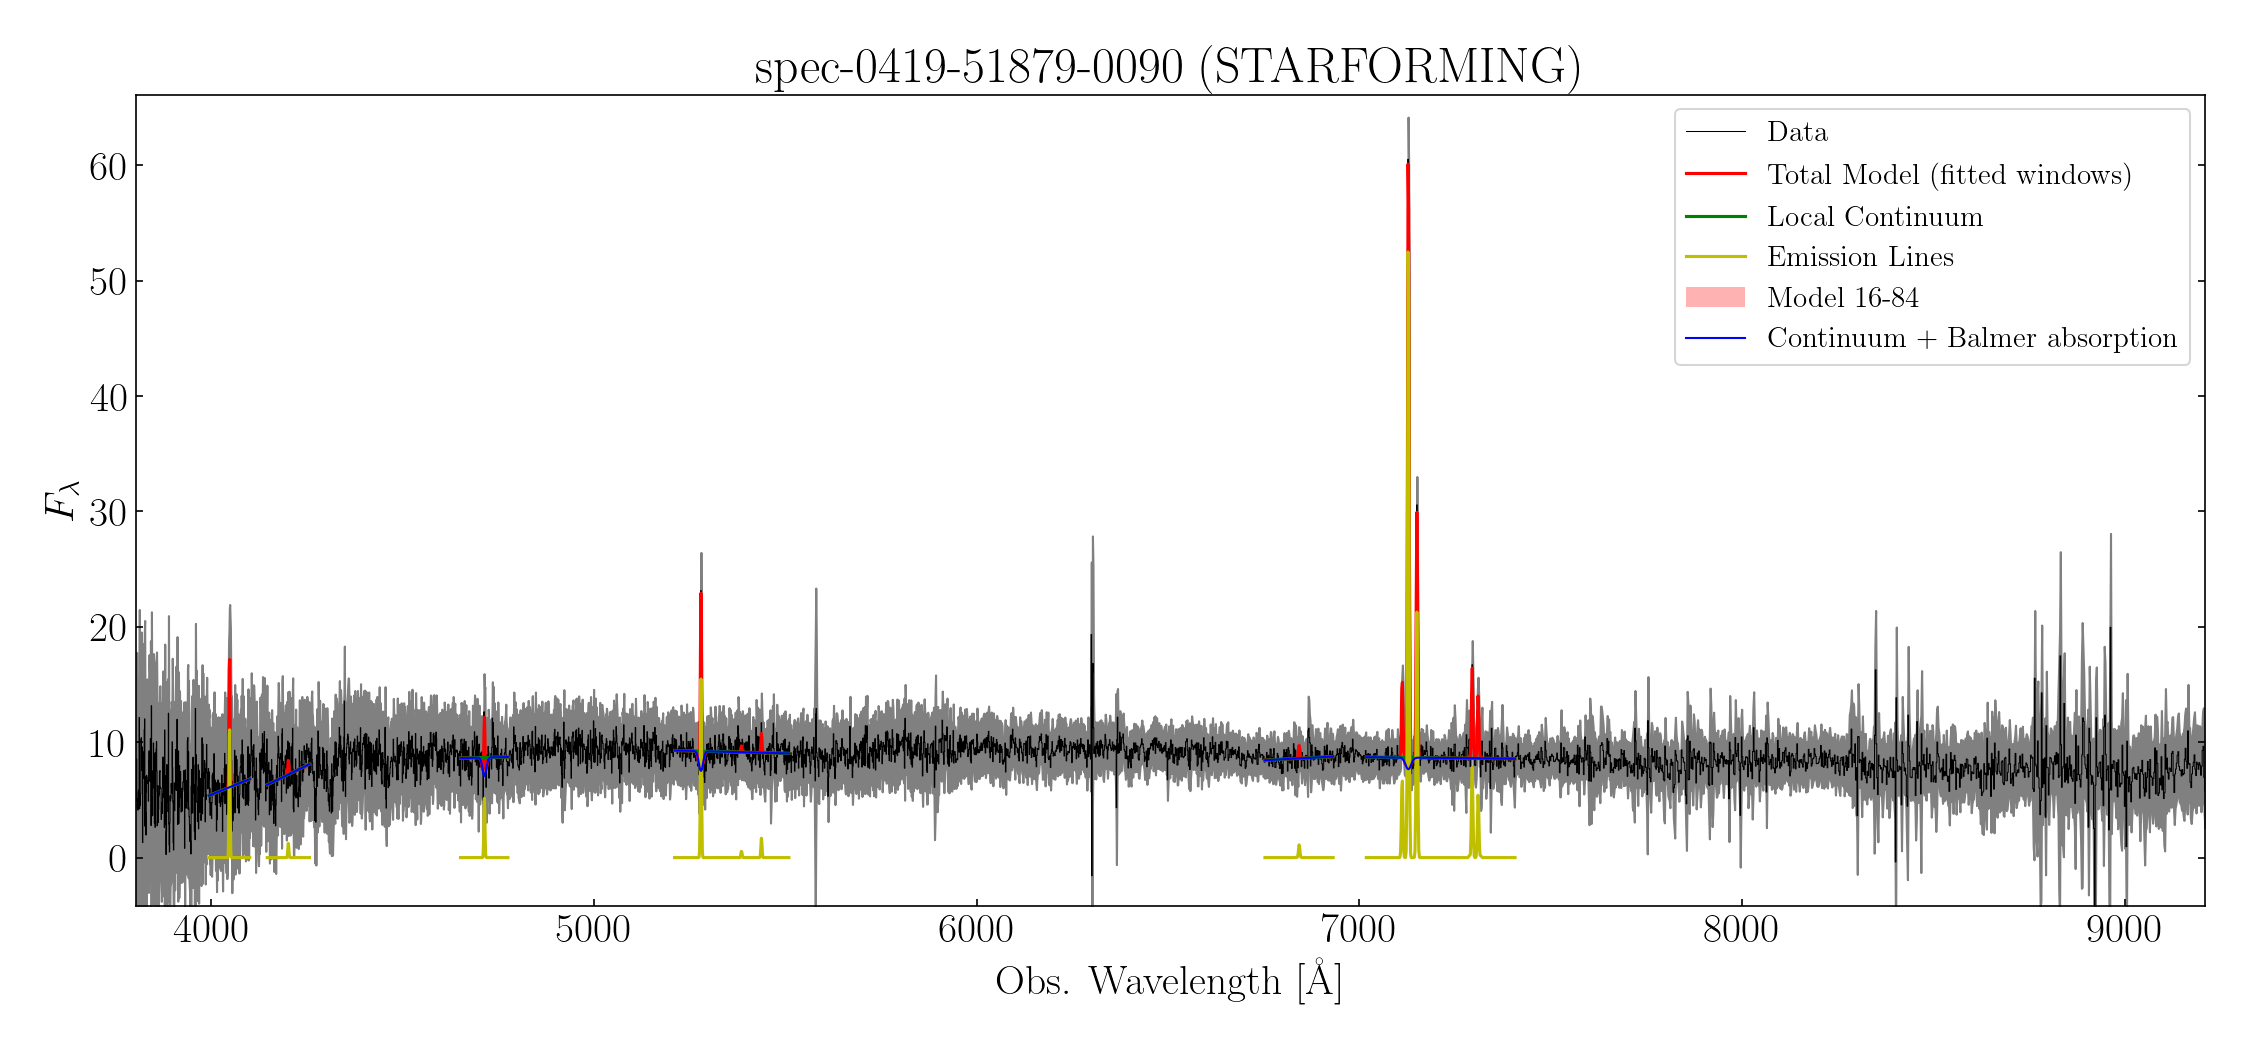 spec-0419-51879-0090 (STARFORMING)
Data
Total Model (fitted windows)
Local Continuum
Emission Lines
Model 16-84
Continuum + Balmer absorption
60
50
40
30
20
10
0
Fλ
4000 5000 6000 7000 8000 9000
Obs. Wavelength [Å]